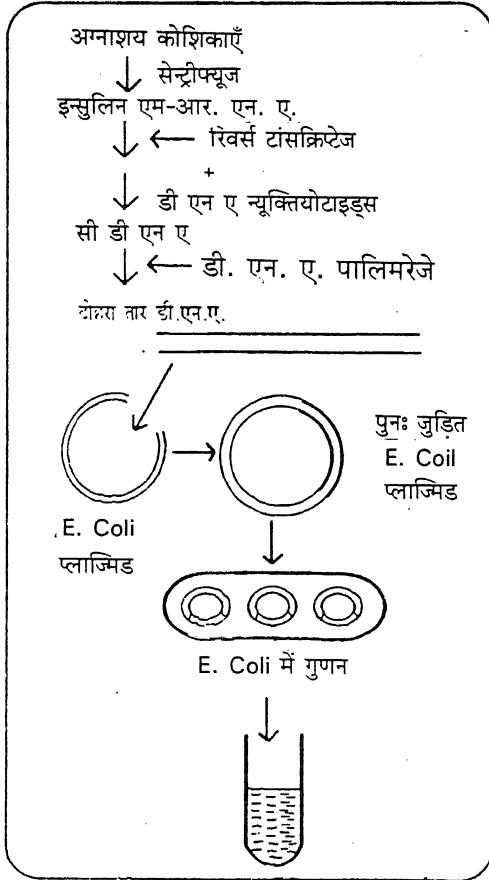 अग्नाशय कोशिकाएँ
सेन्ट्रीफ्यूज
इन्सुलिन एम-आर. एन. ए.
रिवर्स टांसक्रिप्टेज
+
डी एन ए न्यूक्तियोटाइड्स
सी डी एन ए
डी. एन. ए. पालिमरेजे
दोहरा तार डी.एन.ए.
पुनः जुड़ित
E. Coil
प्लाज्मिड
E. Coli
प्लाज्मिड
E. Coli में गुणन